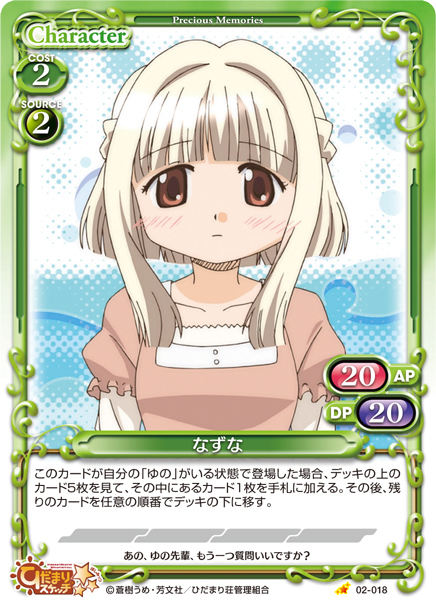 Precious Memories
Character
COST
2
SOURCE
2
20 AP
DP 20
なずな
このカードが自分の「ゆの」がいる状態で登場した場合、デッキの上の
カード5枚を見て、その中にあるカード1枚を手札に加える。その後、残
りのカードを任意の順番でデッキの下に移す。
あの、ゆの先輩、もう一つ質問いいですか?
ひだまり
スケッチ
©蒼樹うめ・芳文社/ひだまり荘管理組合
02-018